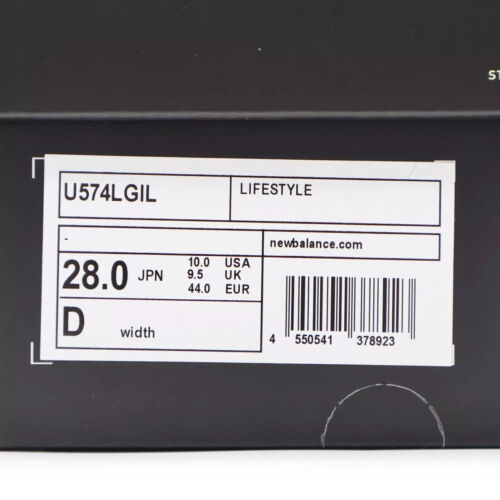 ST
U574LGIL
LIFESTYLE
-
newbalance.com
28.0 JPN
10.0 USA
9.5 UK
44.0 EUR
D width
4 550541 378923